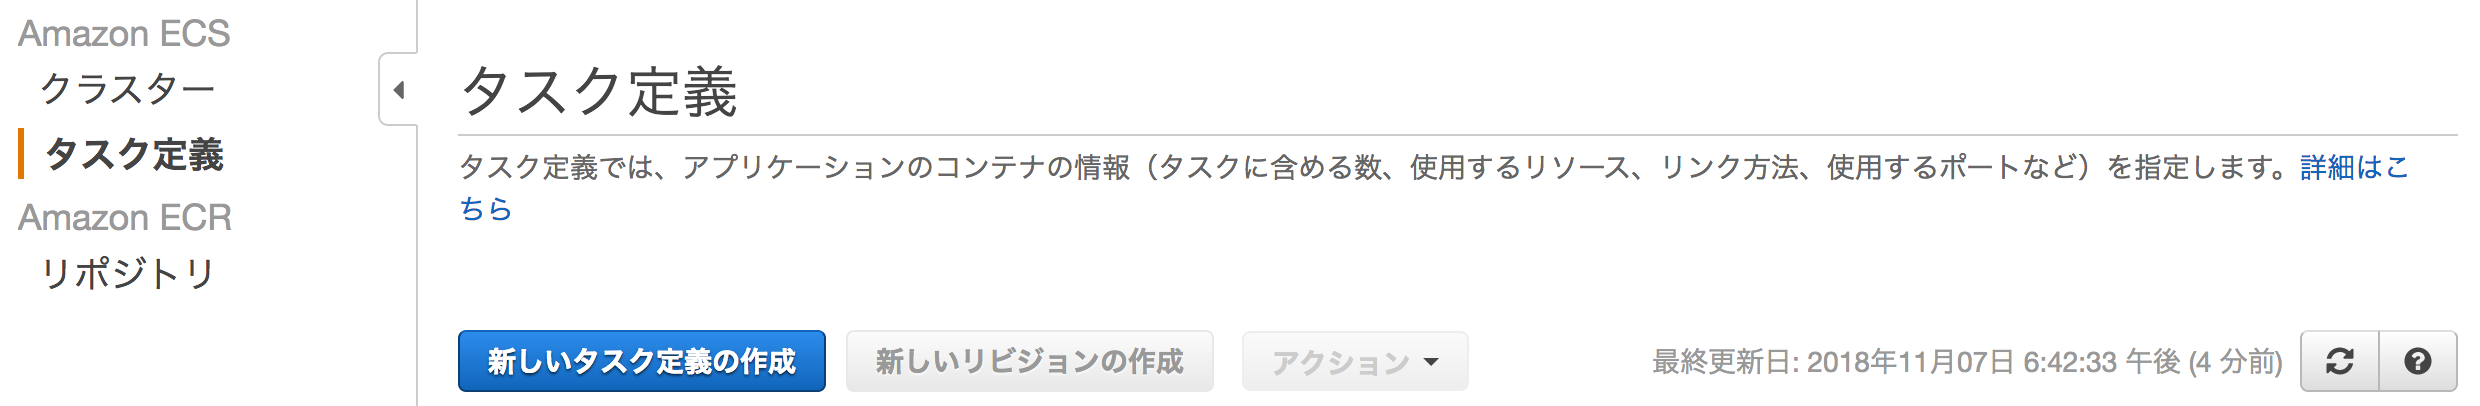 Amazon ECS
クラスター
タスク定義
Amazon ECR
リポジトリ
タスク定義
タスク定義では、アプリケーションのコンテナの情報（タスクに含める数、使用するリソース、リンク方法、使用するポートなど）を指定します。詳細はこ
ちら
新しいタスク定義の作成 新しいリビジョンの作成 アクション 最終更新日: 2018年11月07日 6:42:33 午後 (4 分前)